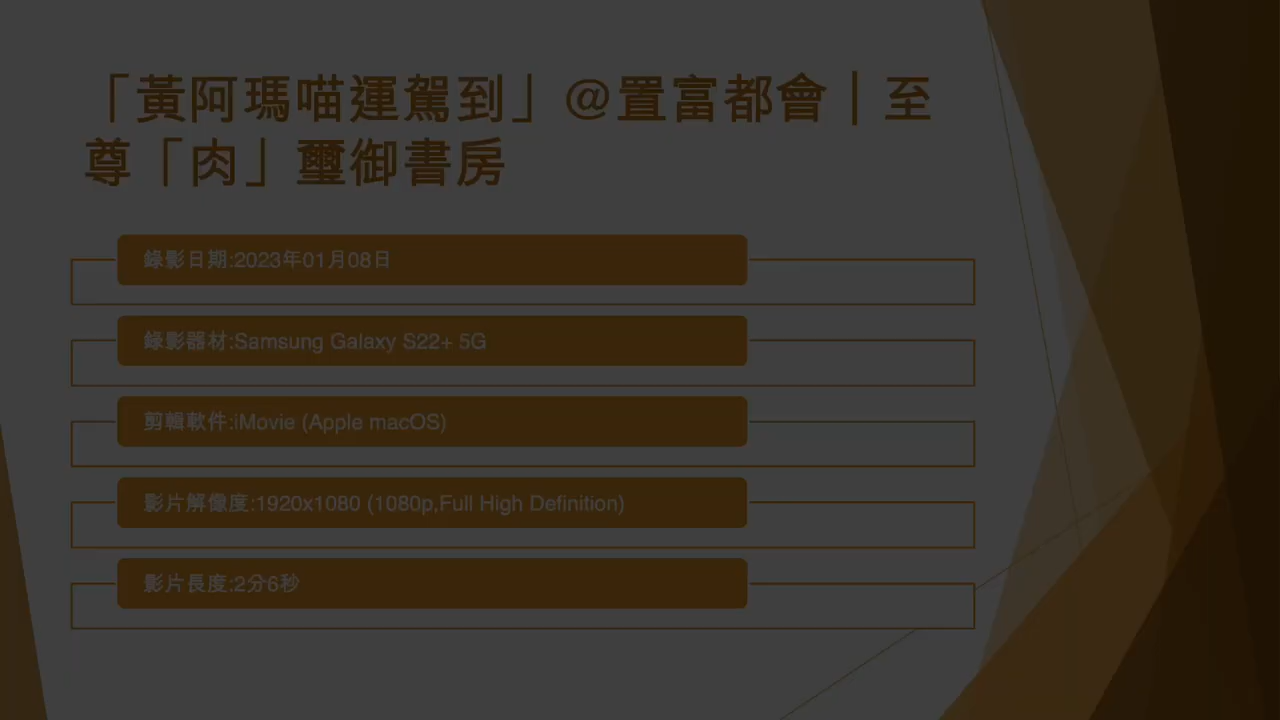 「黃阿瑪喵運駕到」@置富都會｜至
尊「肉」璽御書房
錄影日期:2023年01月08日
錄影器材:Samsung Galaxy S22+ 5G
剪輯軟件:iMovie (Apple macOS)
影片解像度:1920x1080 (1080p,Full High Definition)
影片長度:2分6秒